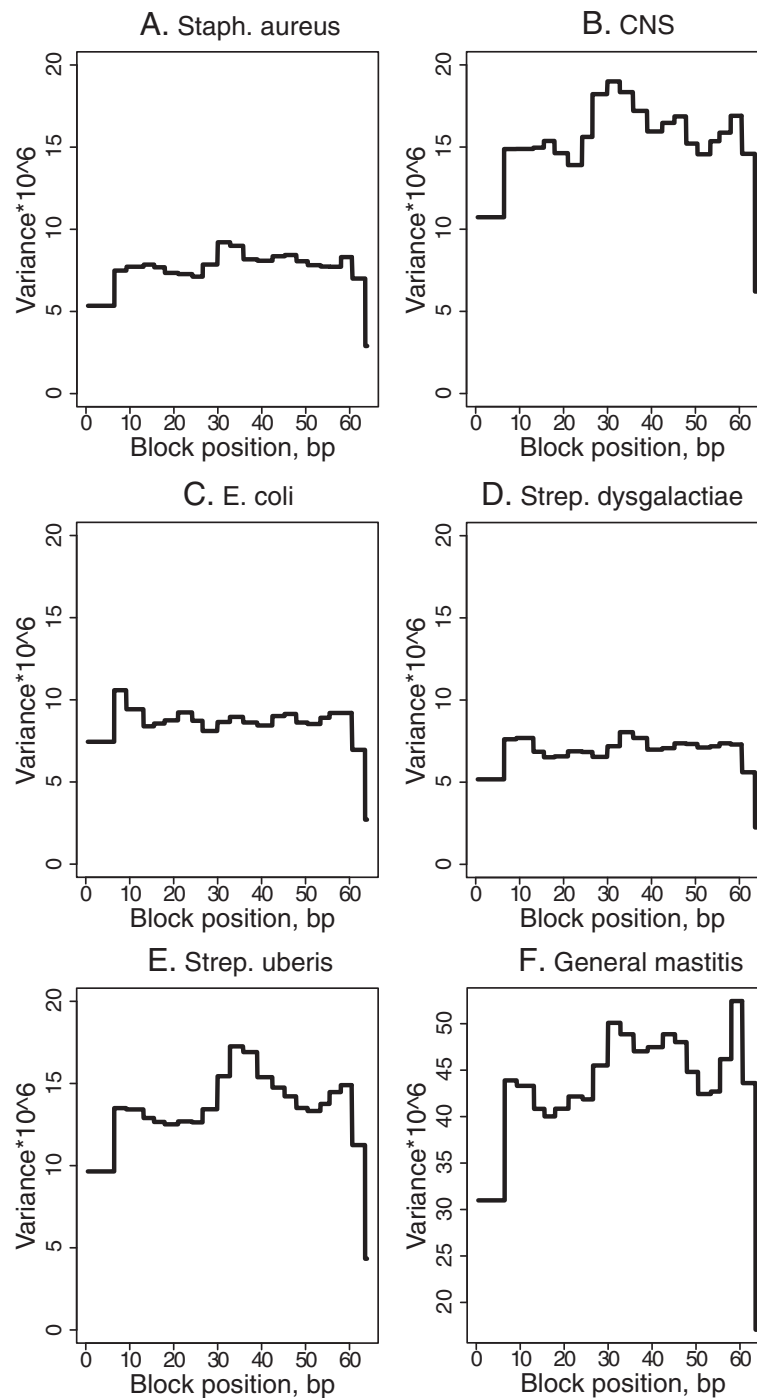 A. Staph. aureus
Variance*10^6
20
15
10
5
0
0 10 20 30 40 50 60
Block position, bp
B. CNS
Variance*10^6
20
15
10
5
0
0 10 20 30 40 50 60
Block position, bp
C. E. coli
Variance*10^6
20
15
10
5
0
0 10 20 30 40 50 60
Block position, bp
D. Strep. dysgalactiae
Variance*10^6
20
15
10
5
0
0 10 20 30 40 50 60
Block position, bp
E. Strep. uberis
Variance*10^6
20
15
10
5
0
0 10 20 30 40 50 60
Block position, bp
F. General mastitis
Variance*10^6
50
45
40
35
30
25
20
0 10 20 30 40 50 60
Block position, bp